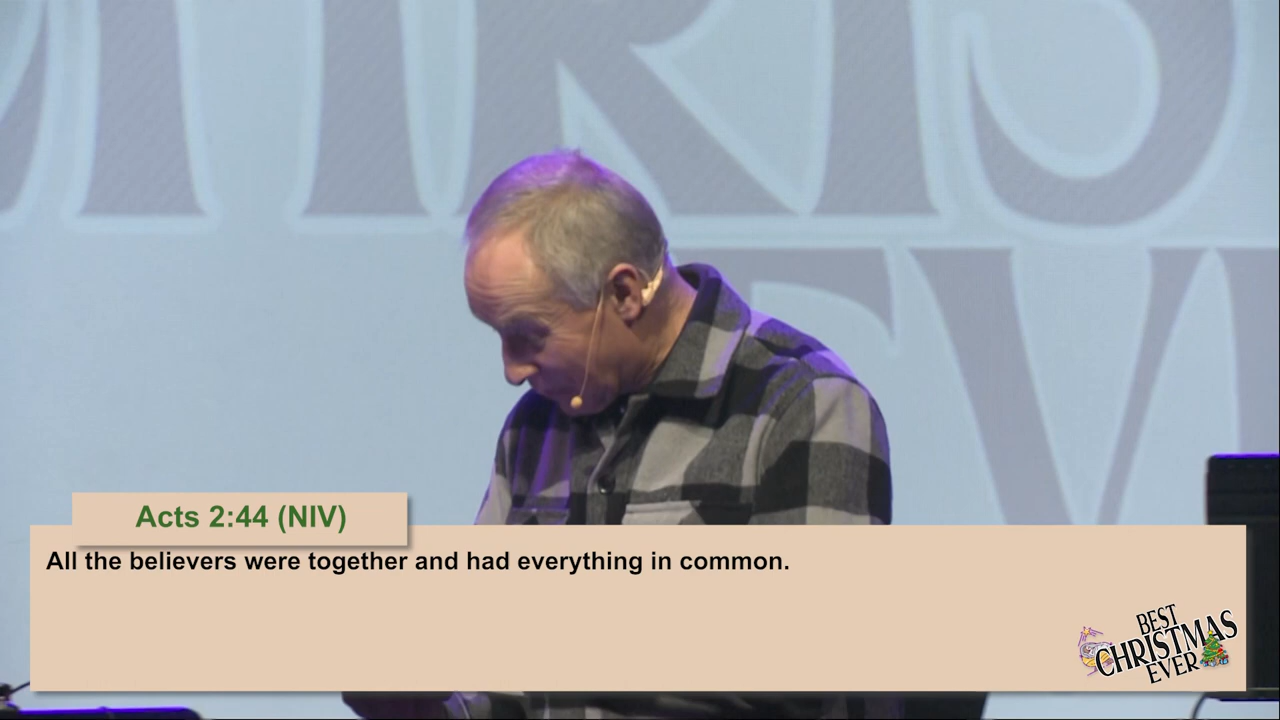 Acts 2:44 (NIV)
All the believers were together and had everything in common.
BEST
CHRISTMAS
EVER